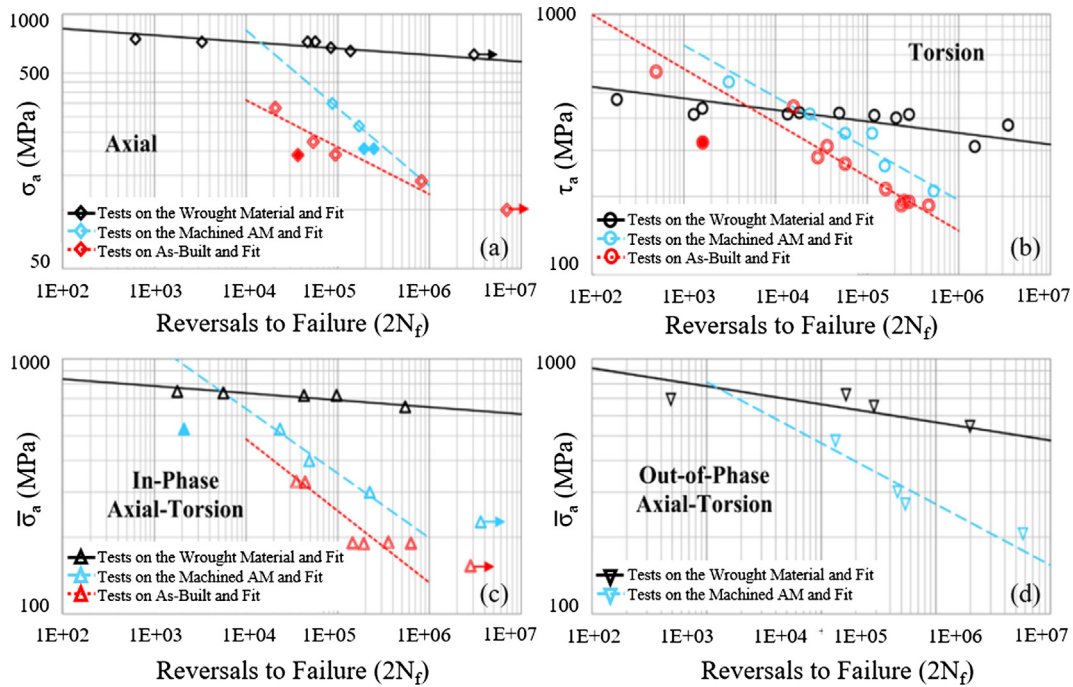 1000
500
50
σa (MPa)
Axial
Tests on the Wrought Material and Fit
Tests on the Machined AM and Fit
Tests on As-Built and Fit
(a)
1E+02 1E+03 1E+04 1E+05 1E+06 1E+07
Reversals to Failure (2Nf)
1000
100
τa (MPa)
Torsion
Tests on the Wrought Material and Fit
Tests on the Machined AM and Fit
Tests on As-Built and Fit
(b)
1E+02 1E+03 1E+04 1E+05 1E+06 1E+07
Reversals to Failure (2Nf)
1000
100
σ̅a (MPa)
In-Phase
Axial-Torsion
Tests on the Wrought Material and Fit
Tests on the Machined AM and Fit
Tests on As-Built and Fit
(c)
1E+02 1E+03 1E+04 1E+05 1E+06 1E+07
Reversals to Failure (2Nf)
1000
100
σ̅a (MPa)
Out-of-Phase
Axial-Torsion
Tests on the Wrought Material and Fit
Tests on the Machined AM and Fit
(d)
1E+02 1E+03 1E+04 1E+05 1E+06 1E+07
Reversals to Failure (2Nf)